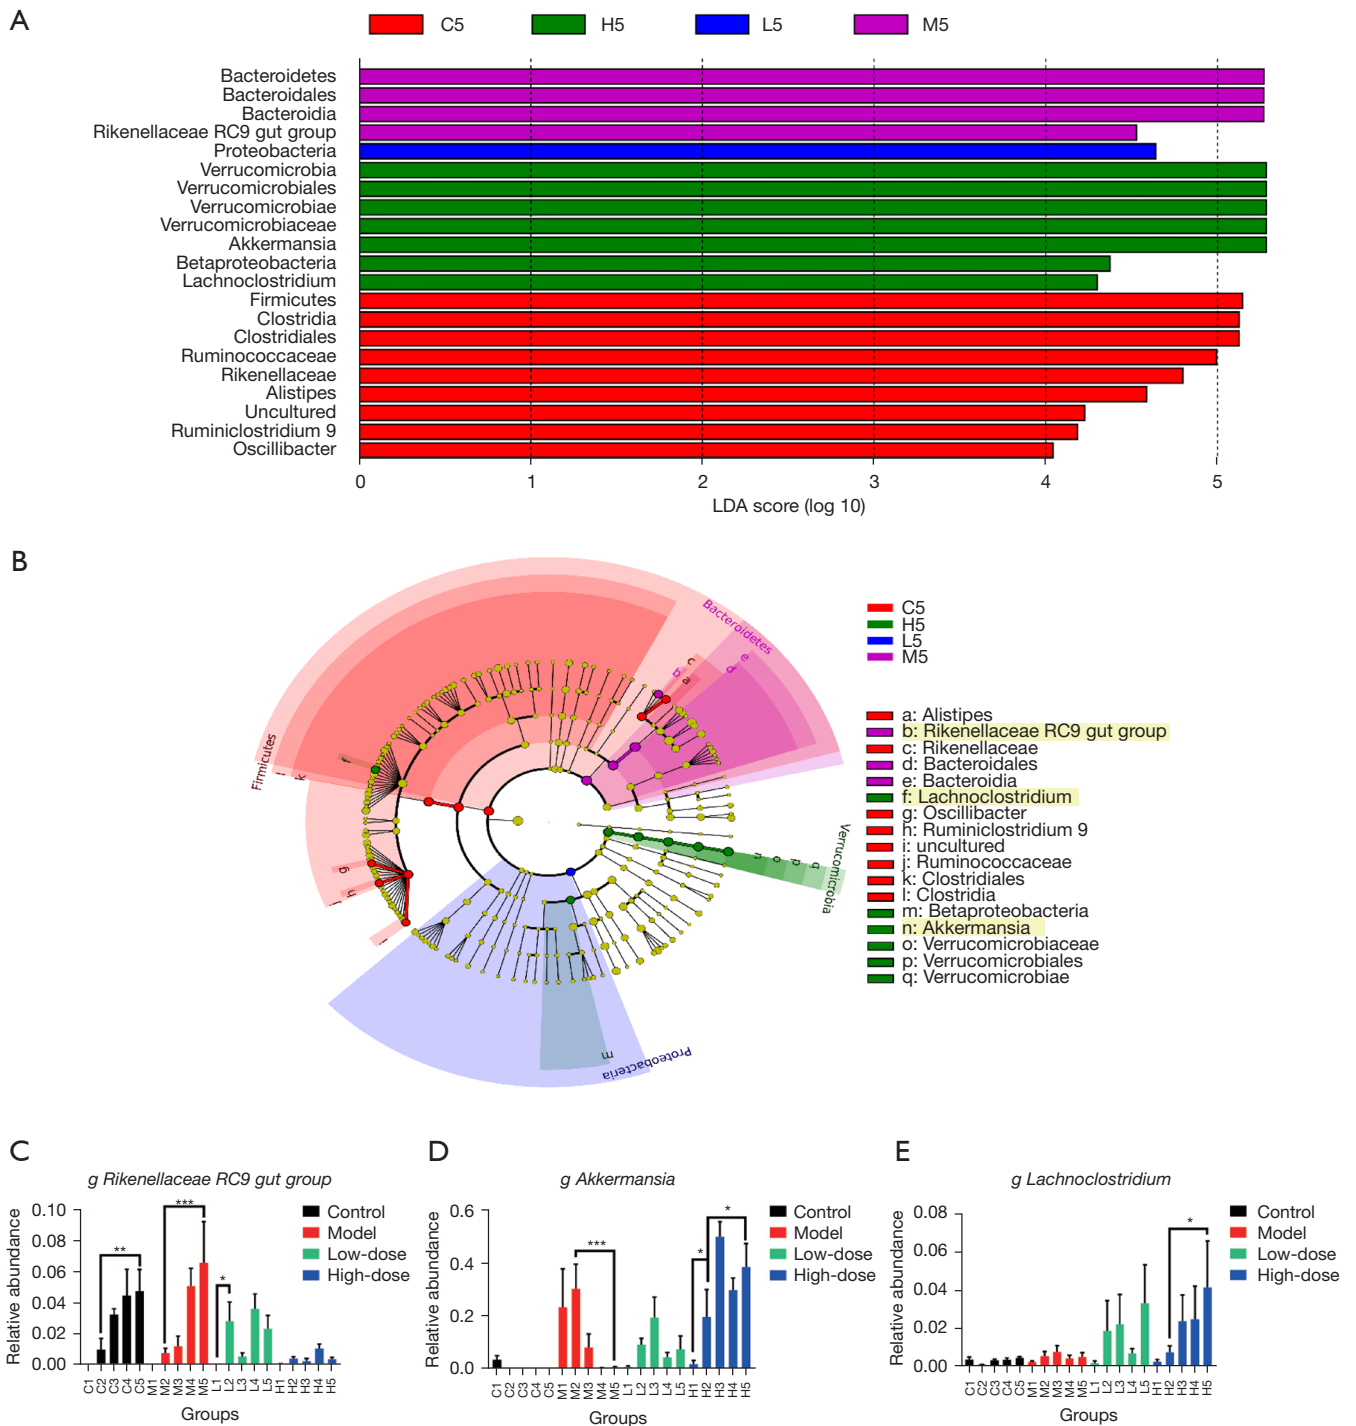 A
C5 H5 L5 M5
Bacteroidetes
Bacteroidales
Bacteroidia
Rikenellaceae RC9 gut group
Proteobacteria
Verrucomicrobia
Verrucomicrobiales
Verrucomicrobiae
Verrucomicrobiaceae
Akkermansia
Betaproteobacteria
Lachnoclostridium
Firmicutes
Clostridia
Clostridiales
Ruminococcaceae
Rikenellaceae
Alistipes
Uncultured
Ruminiclostridium 9
Oscillibacter
0 1 2 3 4 5
LDA score (log 10)
B
Bacteroidetes
e
d
c
b
a
Firmicutes
l
k
f
g
h
i
j
m
Proteobacteria
n o p q
Verrucomicrobia
C5
H5
L5
M5
a: Alistipes
b: Rikenellaceae RC9 gut group
c: Rikenellaceae
d: Bacteroidales
e: Bacteroidia
f: Lachnoclostridium
g: Oscillibacter
h: Ruminiclostridium 9
i: uncultured
j: Ruminococcaceae
k: Clostridiales
l: Clostridia
m: Betaproteobacteria
n: Akkermansia
o: Verrucomicrobiaceae
p: Verrucomicrobiales
q: Verrucomicrobiae
C
g Rikenellaceae RC9 gut group
Relative abundance
0.10
0.08
0.06
0.04
0.02
0.00
** *** *
Control
Model
Low-dose
High-dose
C1 C2 C3 C4 C5 M1 M2 M3 M4 M5 L1 L2 L3 L4 L5 H1 H2 H3 H4 H5
Groups
D
g Akkermansia
Relative abundance
0.6
0.4
0.2
0.0
*** * *
Control
Model
Low-dose
High-dose
C1 C2 C3 C4 C5 M1 M2 M3 M4 M5 L1 L2 L3 L4 L5 H1 H2 H3 H4 H5
Groups
E
g Lachnoclostridium
Relative abundance
0.08
0.06
0.04
0.02
0.00
*
Control
Model
Low-dose
High-dose
C1 C2 C3 C4 C5 M1 M2 M3 M4 M5 L1 L2 L3 L4 L5 H1 H2 H3 H4 H5
Groups